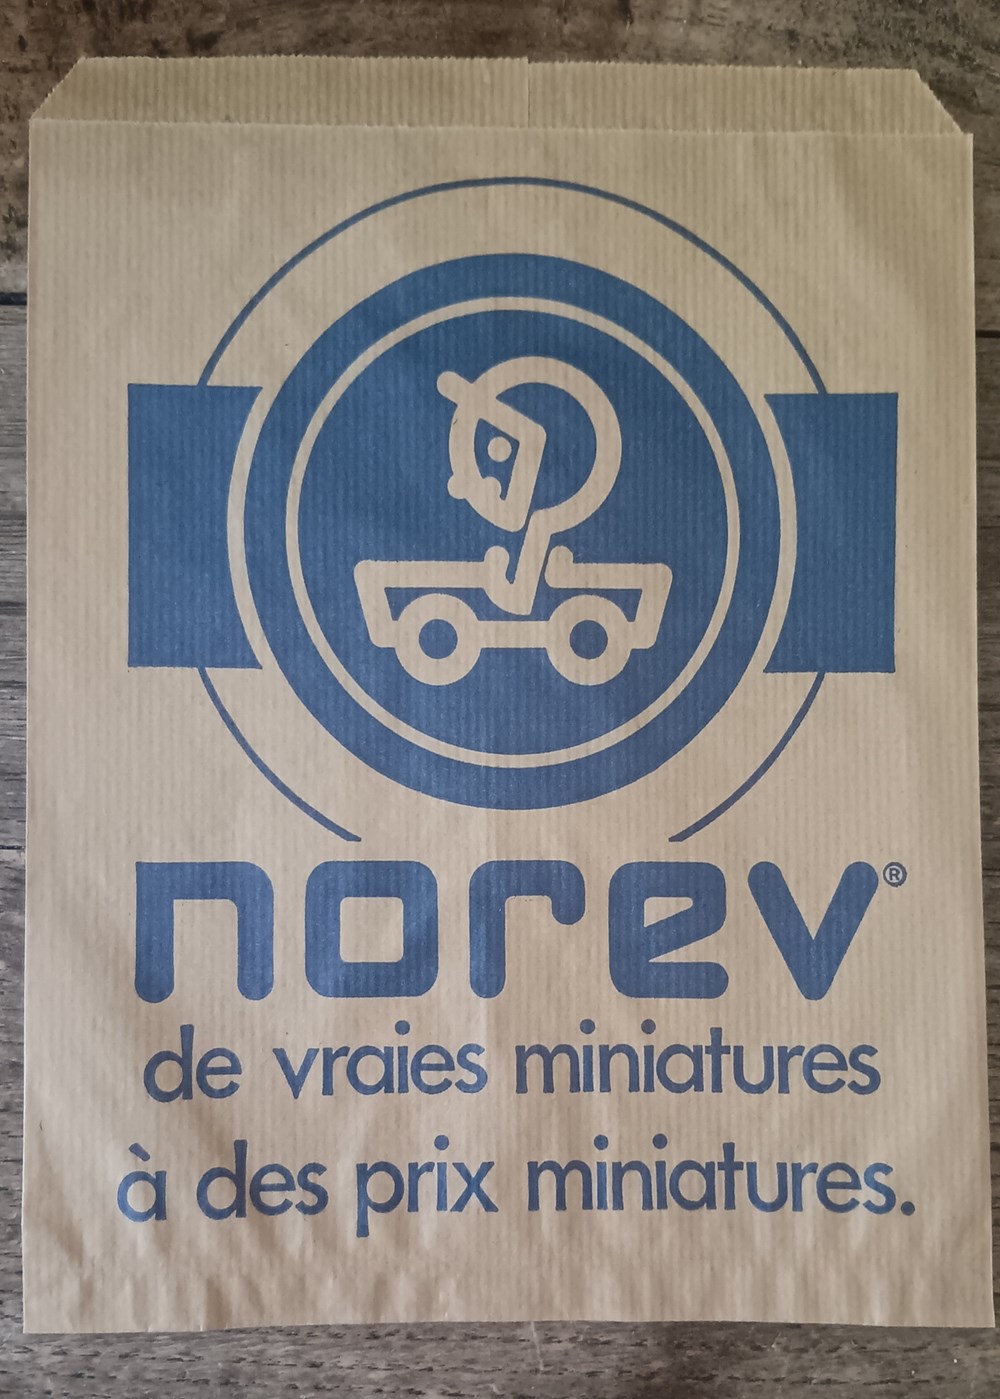 norev®
de vraies miniatures
à des prix miniatures.